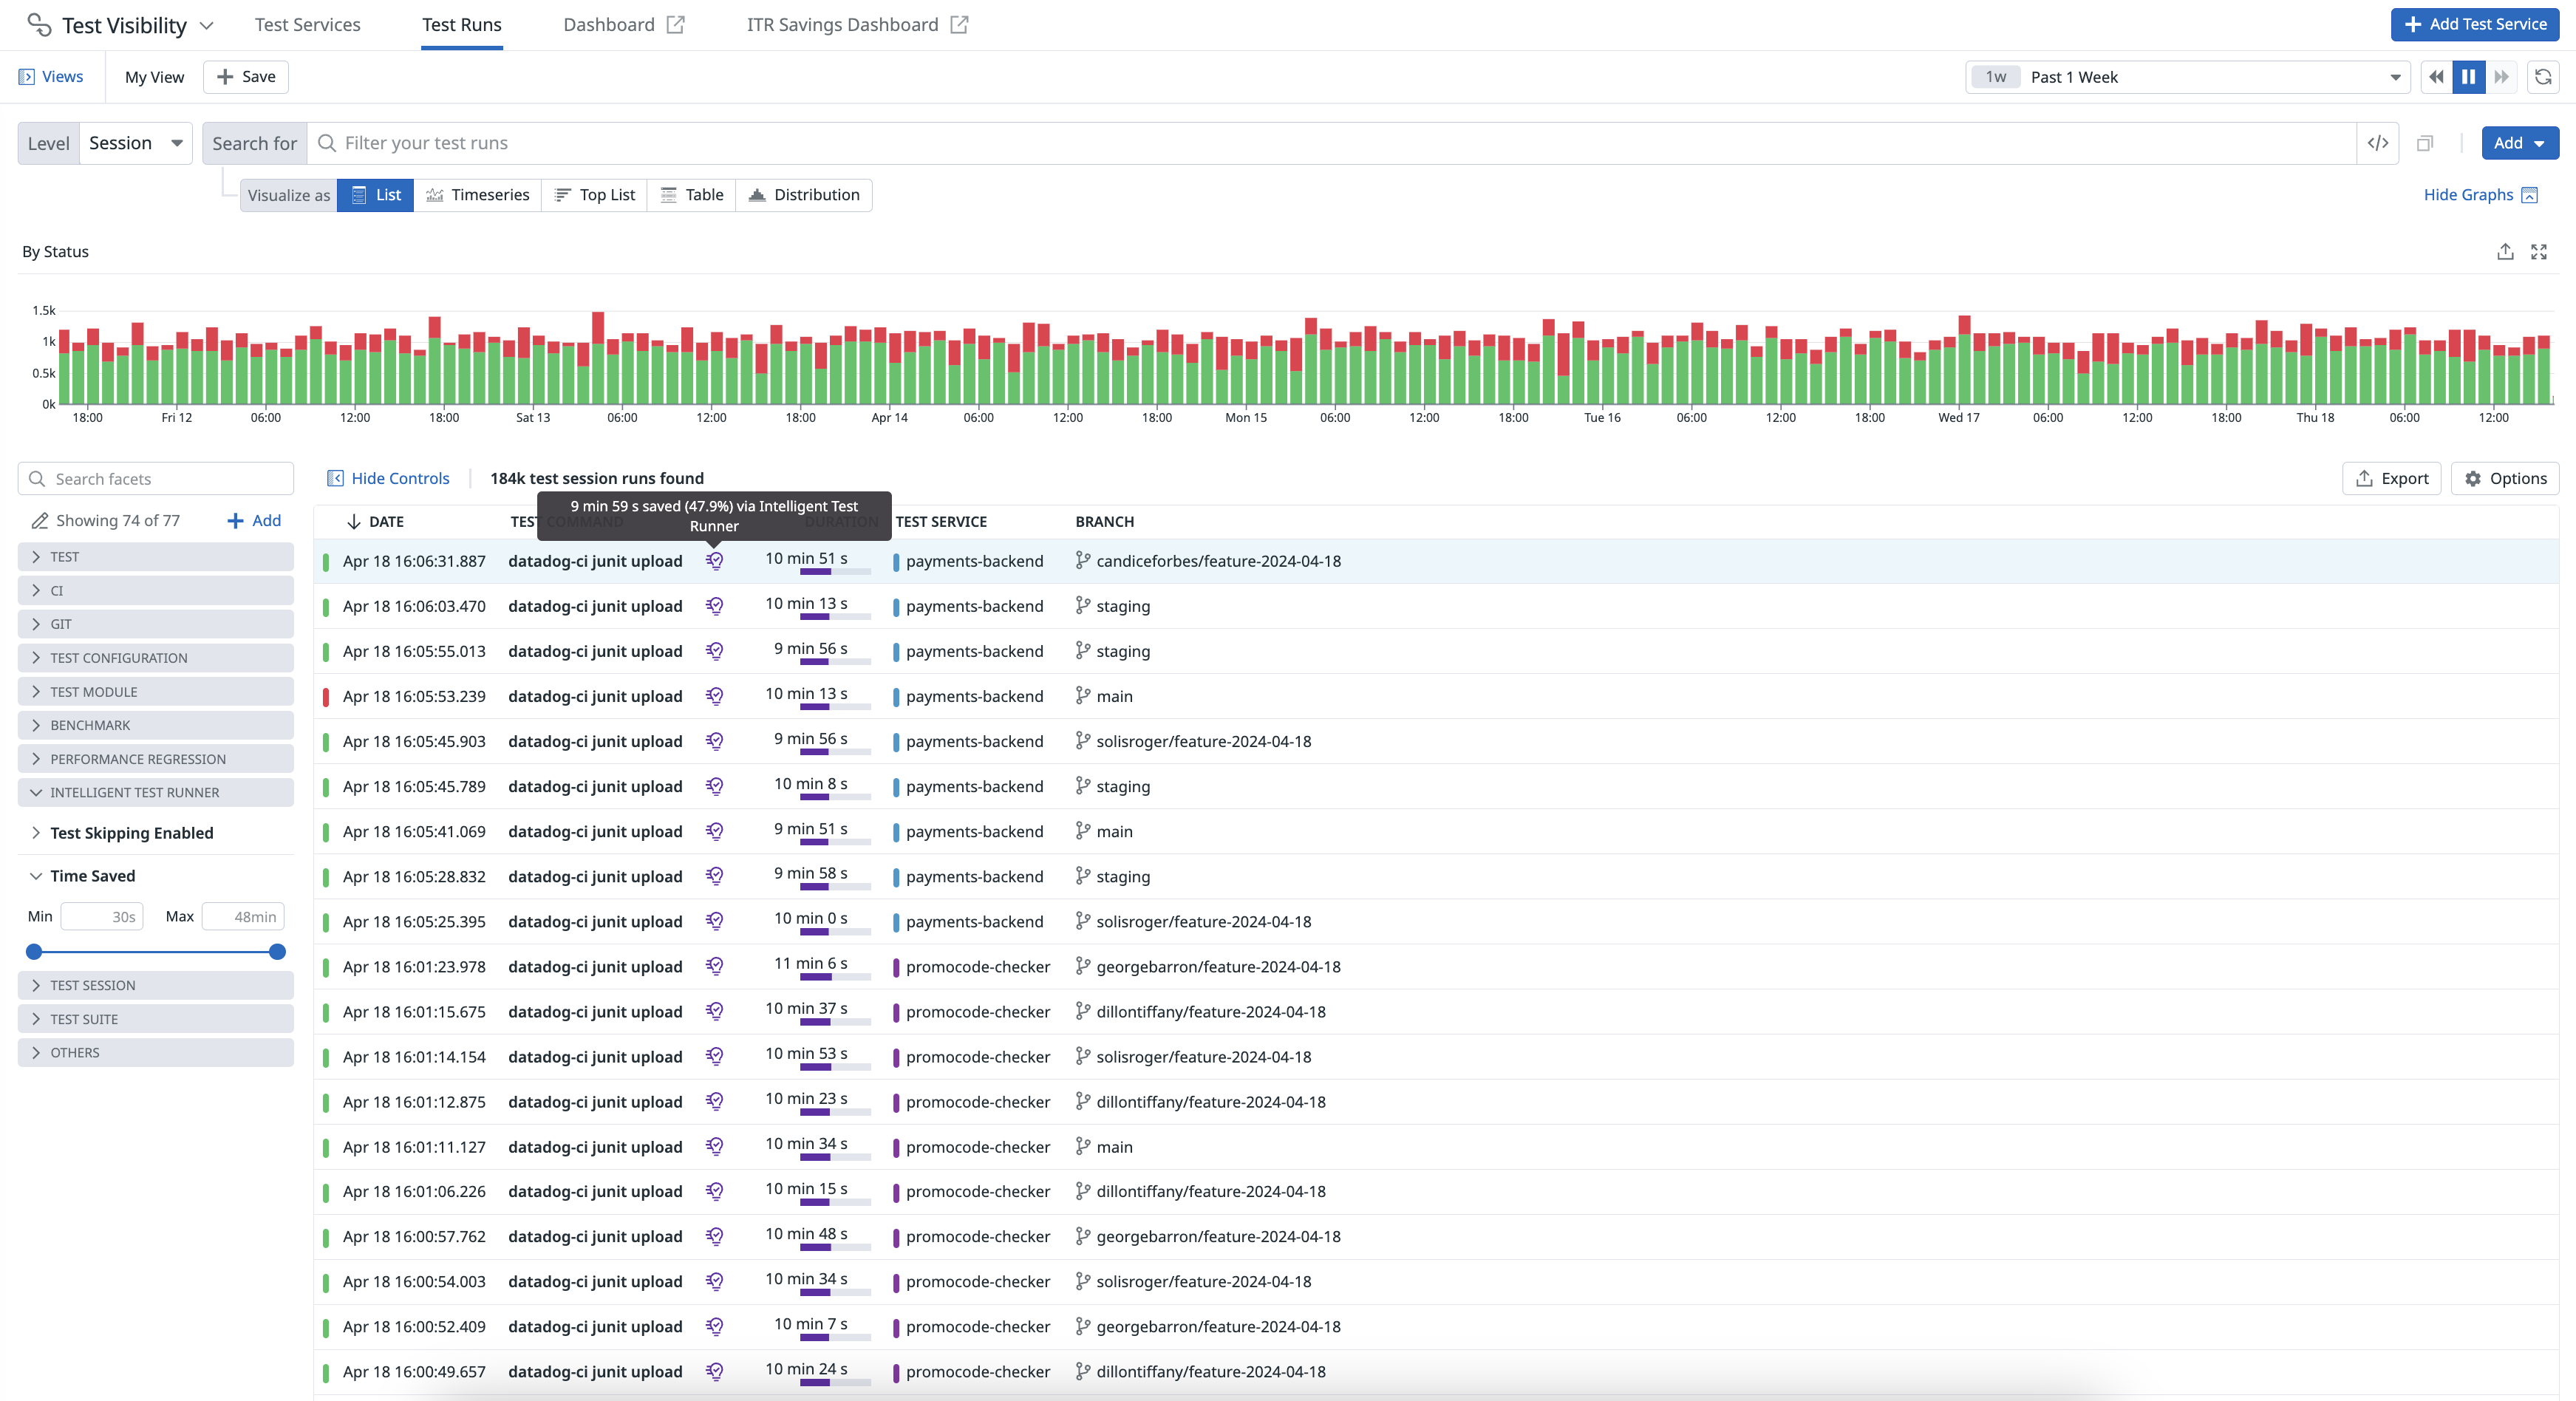 Test Visibility Test Services Test Runs Dashboard ITR Savings Dashboard Add Test Service
Views My View Save 1w Past 1 Week
Level Session Search for Filter your test runs </> Add
Visualize as List Timeseries Top List Table Distribution Hide Graphs
By Status
1.5k
1k
0.5k
0k
18:00 Fri 12 06:00 12:00 18:00 Sat 13 06:00 12:00 18:00 Apr 14 06:00 12:00 18:00 Mon 15 06:00 12:00 18:00 Tue 16 06:00 12:00 18:00 Wed 17 06:00 12:00 18:00 Thu 18 06:00 12:00
Search facets
Showing 74 of 77 Add
TEST
CI
GIT
TEST CONFIGURATION
TEST MODULE
BENCHMARK
PERFORMANCE REGRESSION
INTELLIGENT TEST RUNNER
Test Skipping Enabled
Time Saved
Min 30s Max 48min
TEST SESSION
TEST SUITE
OTHERS
Hide Controls 184k test session runs found Export Options
9 min 59 s saved (47.9%) via Intelligent Test
Runner
DATE TEST COMMAND DURATION TEST SERVICE BRANCH
Apr 18 16:06:31.887 datadog-ci junit upload 10 min 51 s payments-backend candiceforbes/feature-2024-04-18
Apr 18 16:06:03.470 datadog-ci junit upload 10 min 13 s payments-backend staging
Apr 18 16:05:55.013 datadog-ci junit upload 9 min 56 s payments-backend staging
Apr 18 16:05:53.239 datadog-ci junit upload 10 min 13 s payments-backend main
Apr 18 16:05:45.903 datadog-ci junit upload 9 min 56 s payments-backend solisroger/feature-2024-04-18
Apr 18 16:05:45.789 datadog-ci junit upload 10 min 8 s payments-backend staging
Apr 18 16:05:41.069 datadog-ci junit upload 9 min 51 s payments-backend main
Apr 18 16:05:28.832 datadog-ci junit upload 9 min 58 s payments-backend staging
Apr 18 16:05:25.395 datadog-ci junit upload 10 min 0 s payments-backend solisroger/feature-2024-04-18
Apr 18 16:01:23.978 datadog-ci junit upload 11 min 6 s promocode-checker georgebarron/feature-2024-04-18
Apr 18 16:01:15.675 datadog-ci junit upload 10 min 37 s promocode-checker dillontiffany/feature-2024-04-18
Apr 18 16:01:14.154 datadog-ci junit upload 10 min 53 s promocode-checker solisroger/feature-2024-04-18
Apr 18 16:01:12.875 datadog-ci junit upload 10 min 23 s promocode-checker dillontiffany/feature-2024-04-18
Apr 18 16:01:11.127 datadog-ci junit upload 10 min 34 s promocode-checker main
Apr 18 16:01:06.226 datadog-ci junit upload 10 min 15 s promocode-checker dillontiffany/feature-2024-04-18
Apr 18 16:00:57.762 datadog-ci junit upload 10 min 48 s promocode-checker georgebarron/feature-2024-04-18
Apr 18 16:00:54.003 datadog-ci junit upload 10 min 34 s promocode-checker solisroger/feature-2024-04-18
Apr 18 16:00:52.409 datadog-ci junit upload 10 min 7 s promocode-checker georgebarron/feature-2024-04-18
Apr 18 16:00:49.657 datadog-ci junit upload 10 min 24 s promocode-checker dillontiffany/feature-2024-04-18